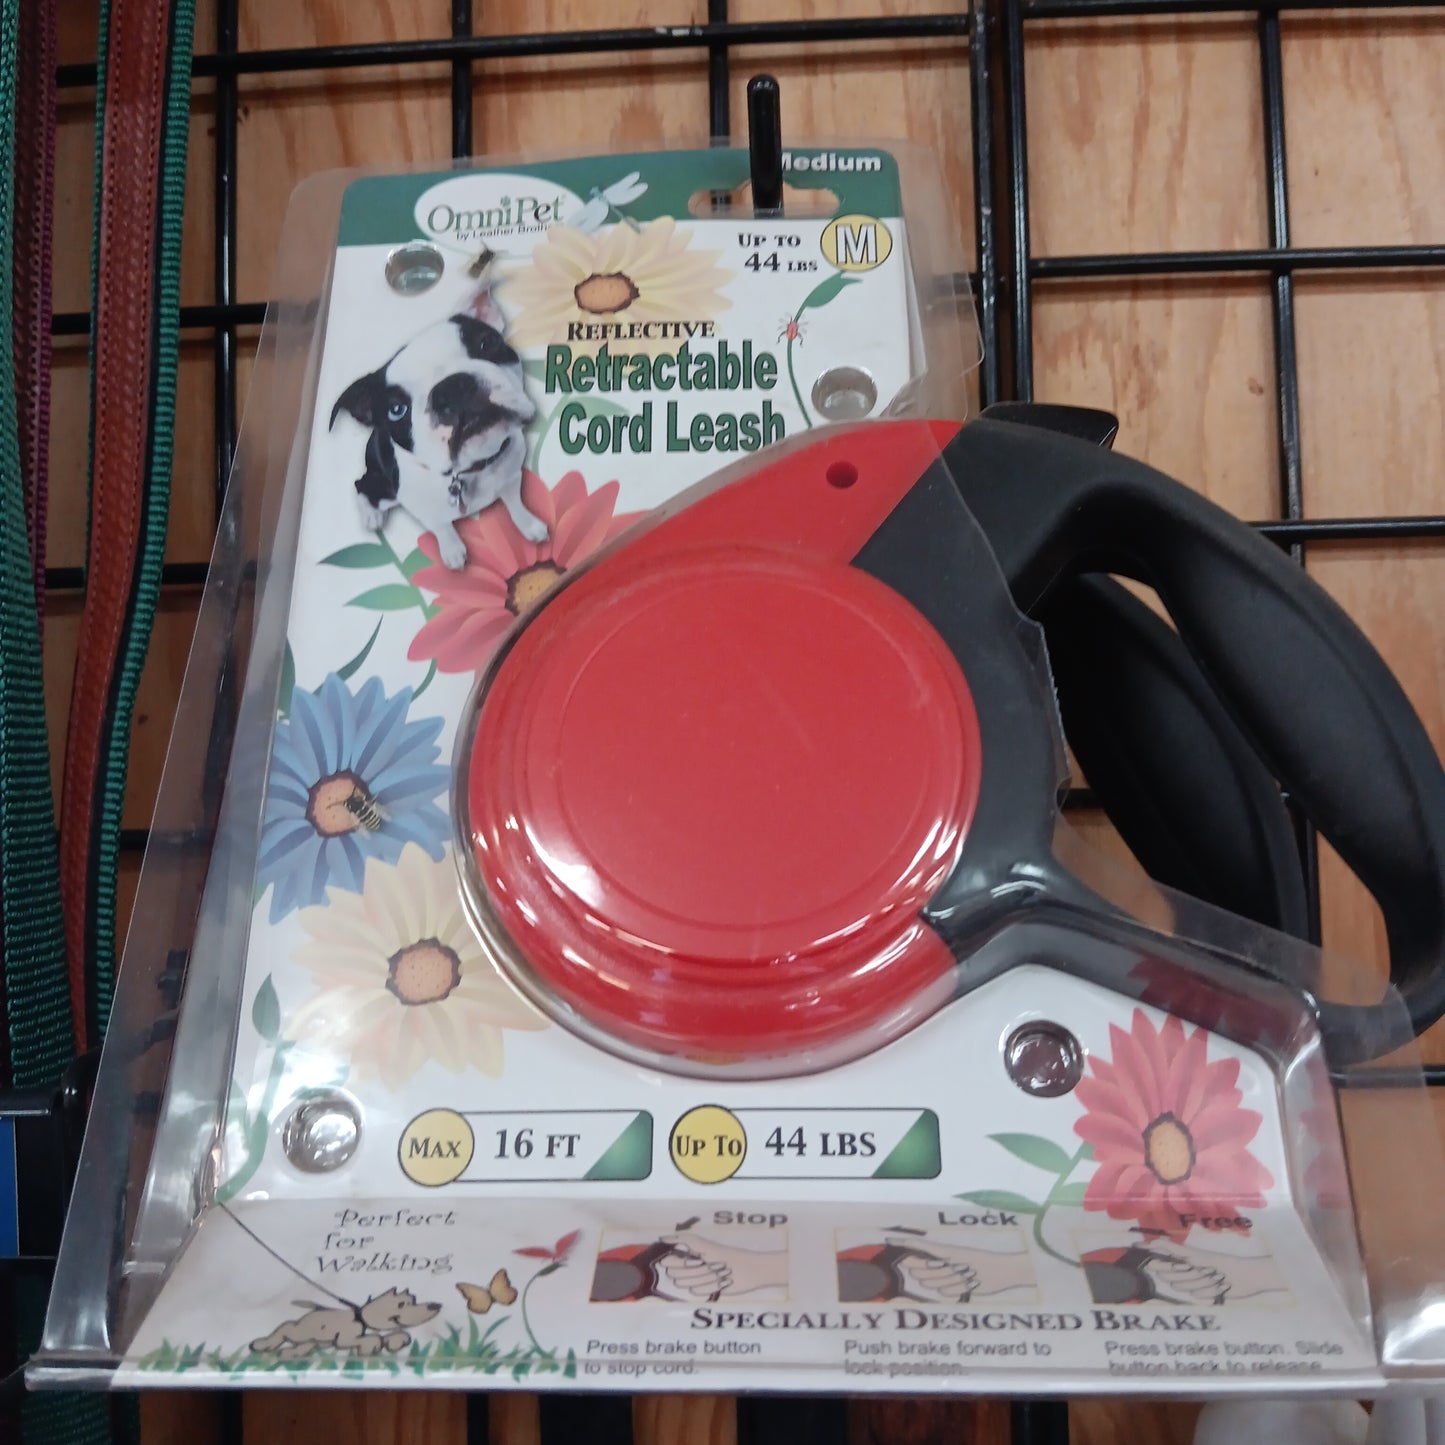 Medium
OmniPet
by Leather
UP TO
44 LBS
M
REFLECTIVE
Retractable
Cord Leash
MAX 16 FT
UP TO 44 LBS
Perfect
for
Walking
Stop Lock Free
SPECIALLY DESIGNED BRAKE
Press brake button
to stop cord.
Push brake forward to
lock position.
Press brake button. Slide
button back to release.